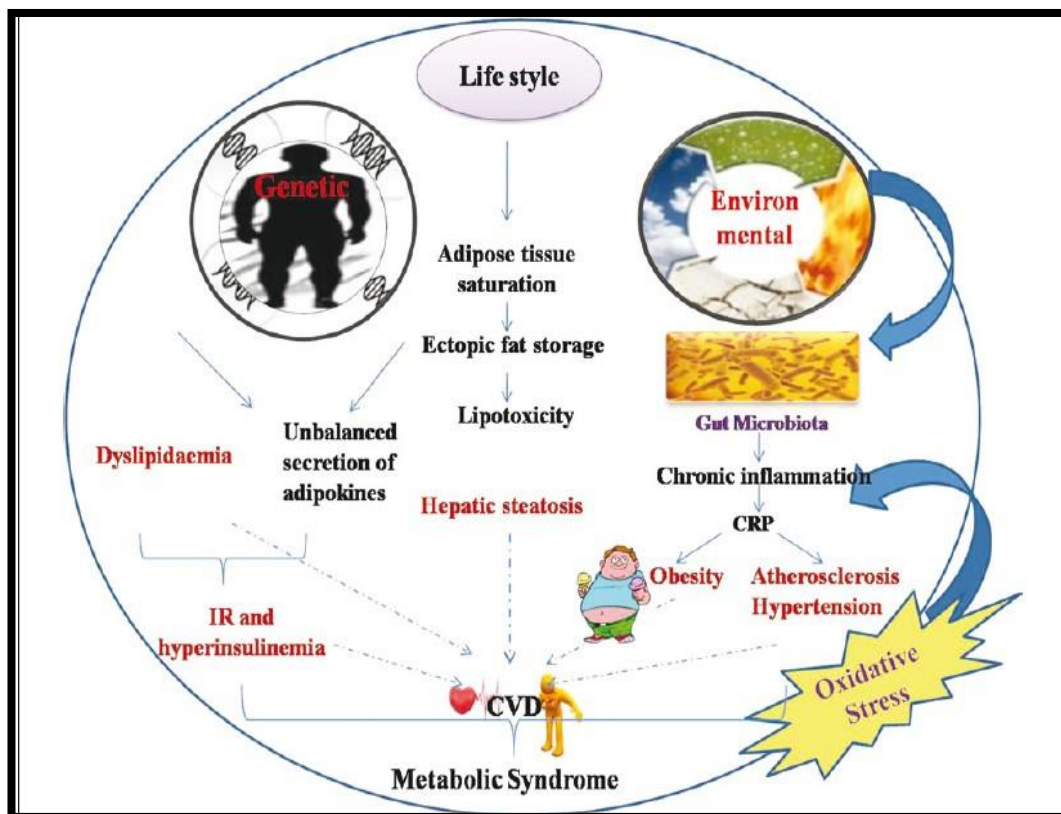 Life style
Genetic
Environ
mental
Adipose tissue
saturation
Ectopic fat storage
Lipotoxicity
Gut Microbiota
Unbalanced
secretion of
adipokines
Dyslipidaemia
Chronic inflammation
Hepatic steatosis
CRP
Obesity
Atherosclerosis
Hypertension
IR and
hyperinsulinemia
Oxidative
Stress
CVD
Metabolic Syndrome